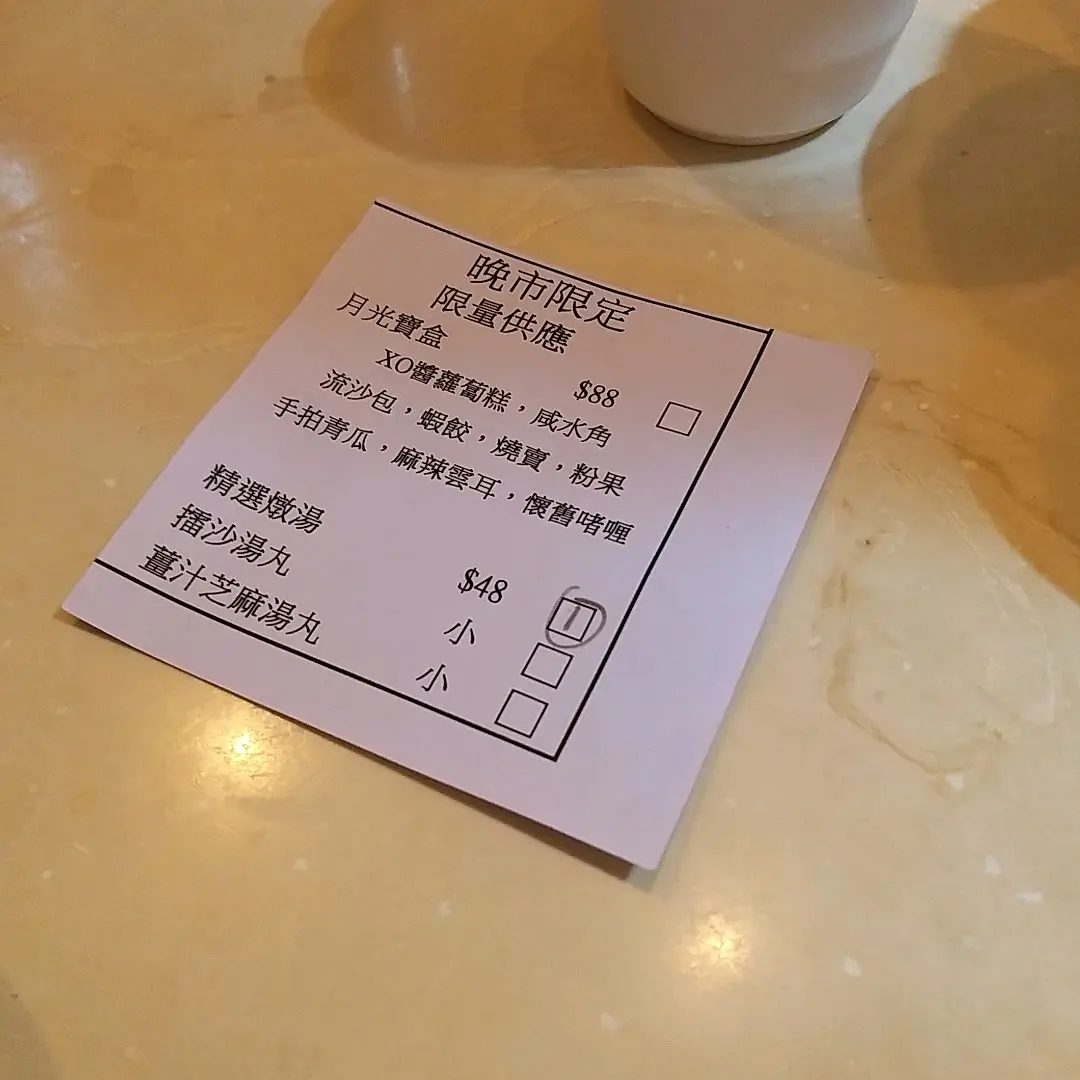 晚市限定
限量供應
月光寶盒 $88
XO醬蘿蔔糕，咸水角
流沙包，蝦餃，燒賣，粉果
手拍青瓜，麻辣雲耳，懷舊啫喱
精選燉湯 $48 1
擂沙湯丸 小
薑汁芝麻湯丸 小